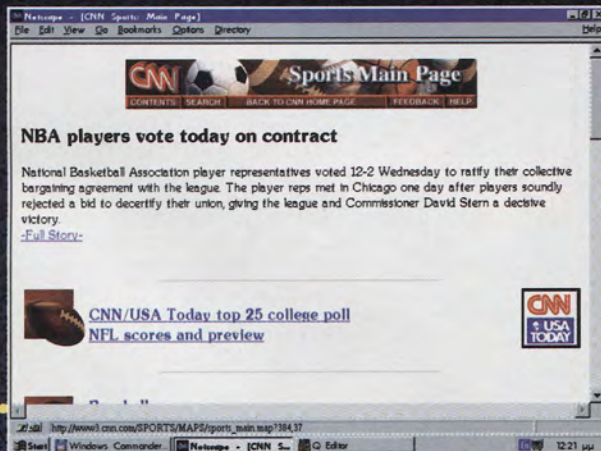 Netscape - [CNN Sports: Main Page]
File Edit View Go Bookmarks Options Directory Help
CNN Sports Main Page
CONTENTS SEARCH BACK TO CNN HOME PAGE FEEDBACK HELP
NBA players vote today on contract
National Basketball Association player representatives voted 12-2 Wednesday to ratify their collective
bargaining agreement with the league. The player reps met in Chicago one day after players soundly
rejected a bid to decertify their union, giving the league and Commissioner David Stern a decisive
victory.
-Full Story-
CNN/USA Today top 25 college poll
NFL scores and preview
CNN
USA
TODAY
http://www3.cnn.com/SPORTS/MAPS/sports_main.map?384,37
Start Windows Commander... Netscape - [CNN S... Q Editor 12:21 μμ